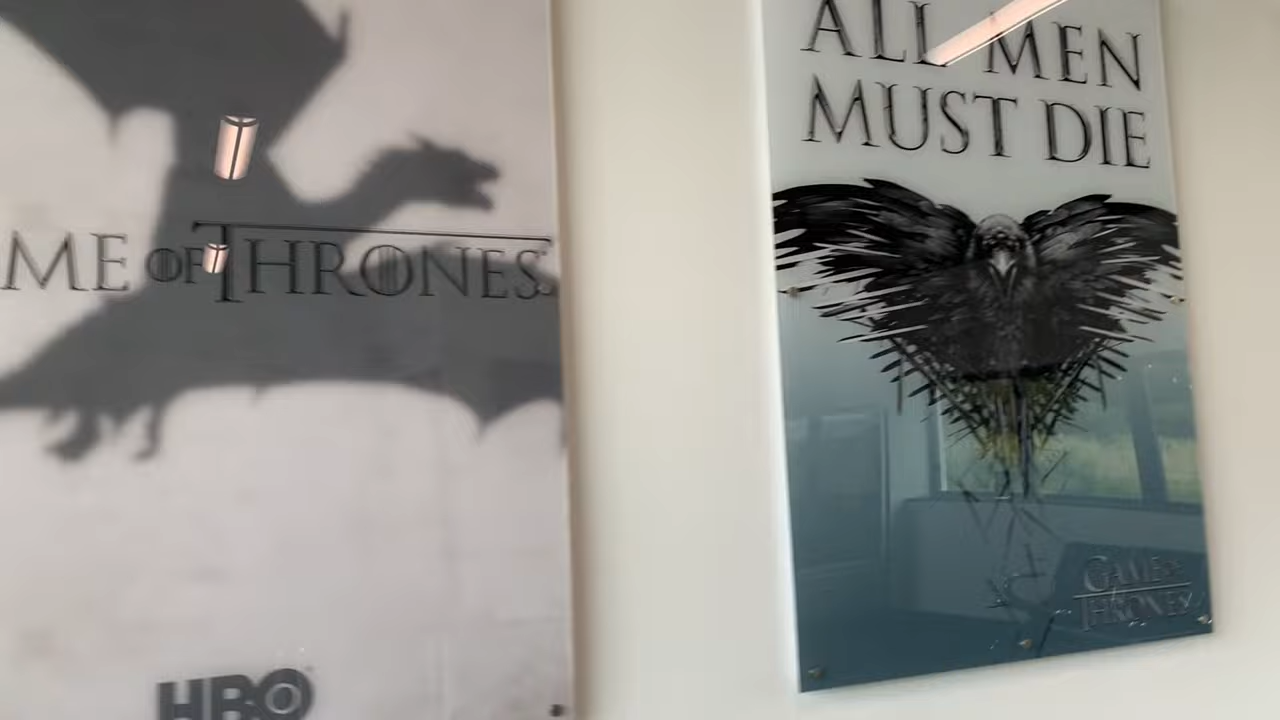 ME OF THRONES
HBO
ALL MEN
MUST DIE
GAME OF
THRONES